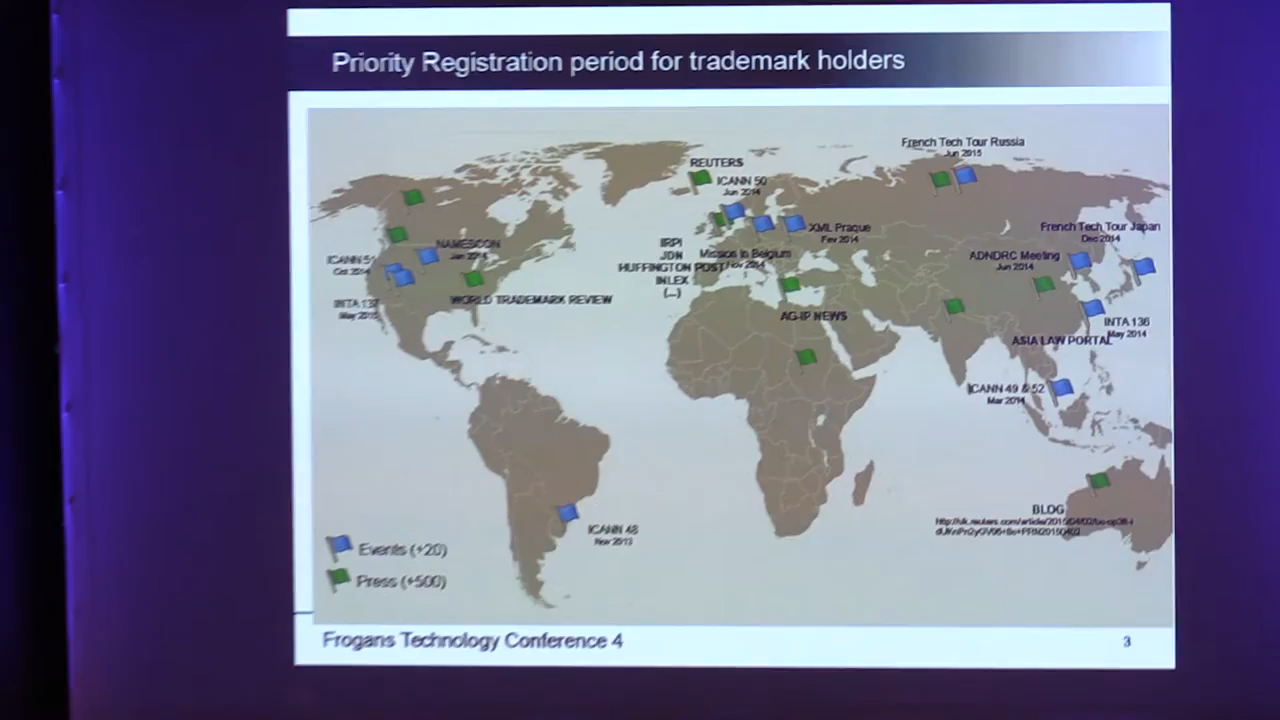 Priority Registration period for trademark holders
French Tech Tour Russia
Jun 2015
REUTERS
ICANN 50
Jun 2014
XML Prague
Fev 2014
French Tech Tour Japan
Dec 2014
NAMESCON
Jan 2014
IRPI
JDN
HUFFINGTON POST
INLEX
(...)
Mission in Belgium
Nov 2014
ADNDRC Meeting
Jun 2014
ICANN 51
Oct 2014
INTA 137
May 2015
WORLD TRADEMARK REVIEW
AG-IP NEWS
INTA 136
May 2014
ASIA LAW PORTAL
ICANN 49 & 52
Mar 2014
ICANN 48
Nov 2013
BLOG
Events (+20)
Press (+500)
Frogans Technology Conference 4
3